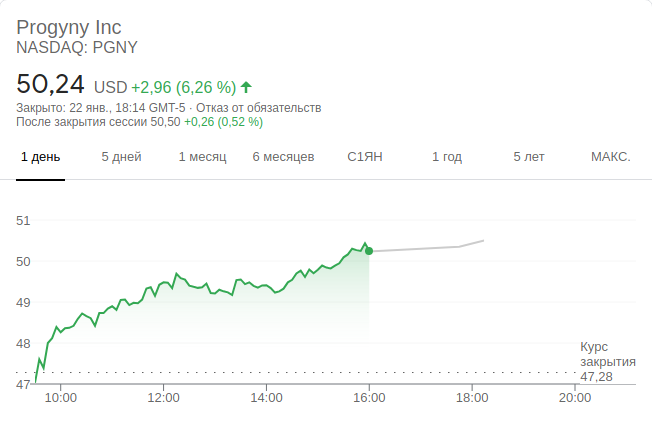 Progyny Inc
NASDAQ: PGNY
50,24 USD +2,96 (6,26 %)
Закрыто: 22 янв., 18:14 GMT-5 · Отказ от обязательств
После закрытия сессии 50,50 +0,26 (0,52 %)
1 день 5 дней 1 месяц 6 месяцев С1ЯН 1 год 5 лет МАКС.
51
50
49
48
47
Курс
закрытия
47,28
10:00 12:00 14:00 16:00 18:00 20:00